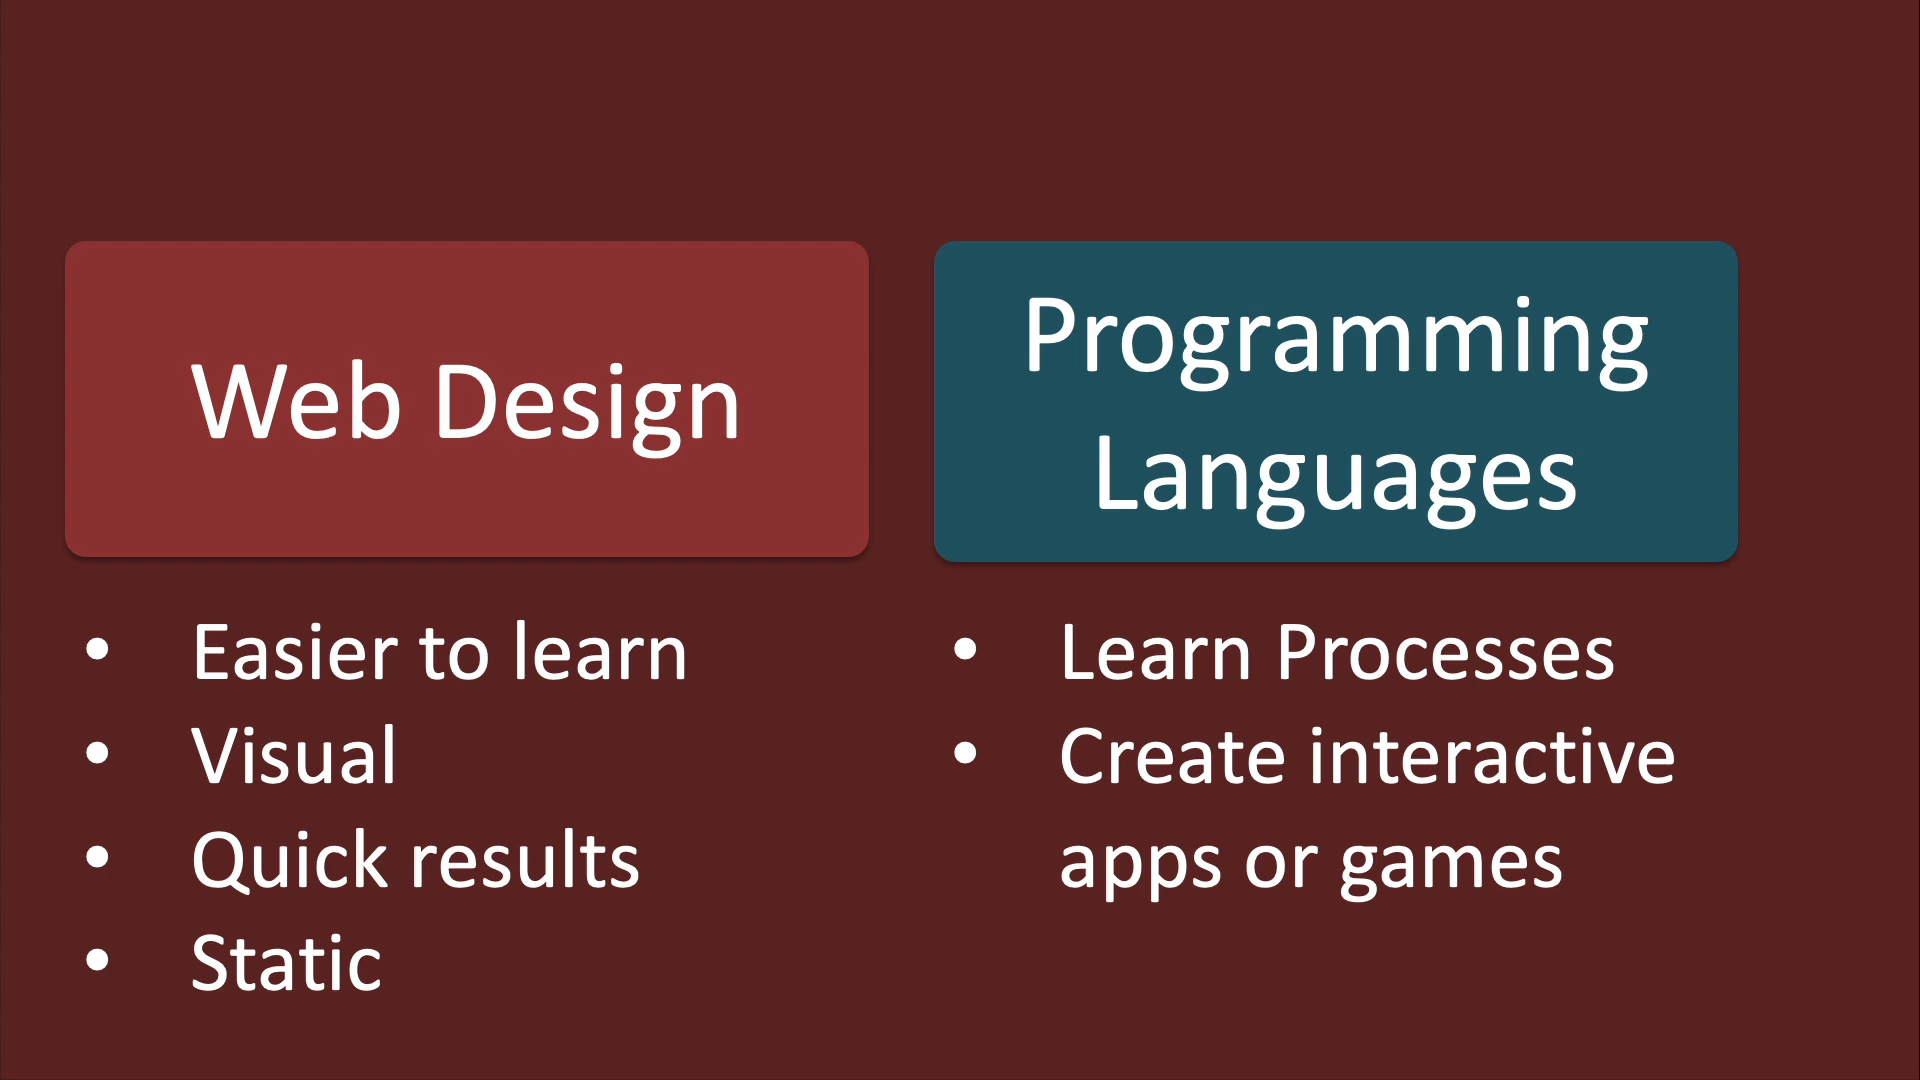 Web Design
• Easier to learn
• Visual
• Quick results
• Static
Programming
Languages
• Learn Processes
• Create interactive
apps or games